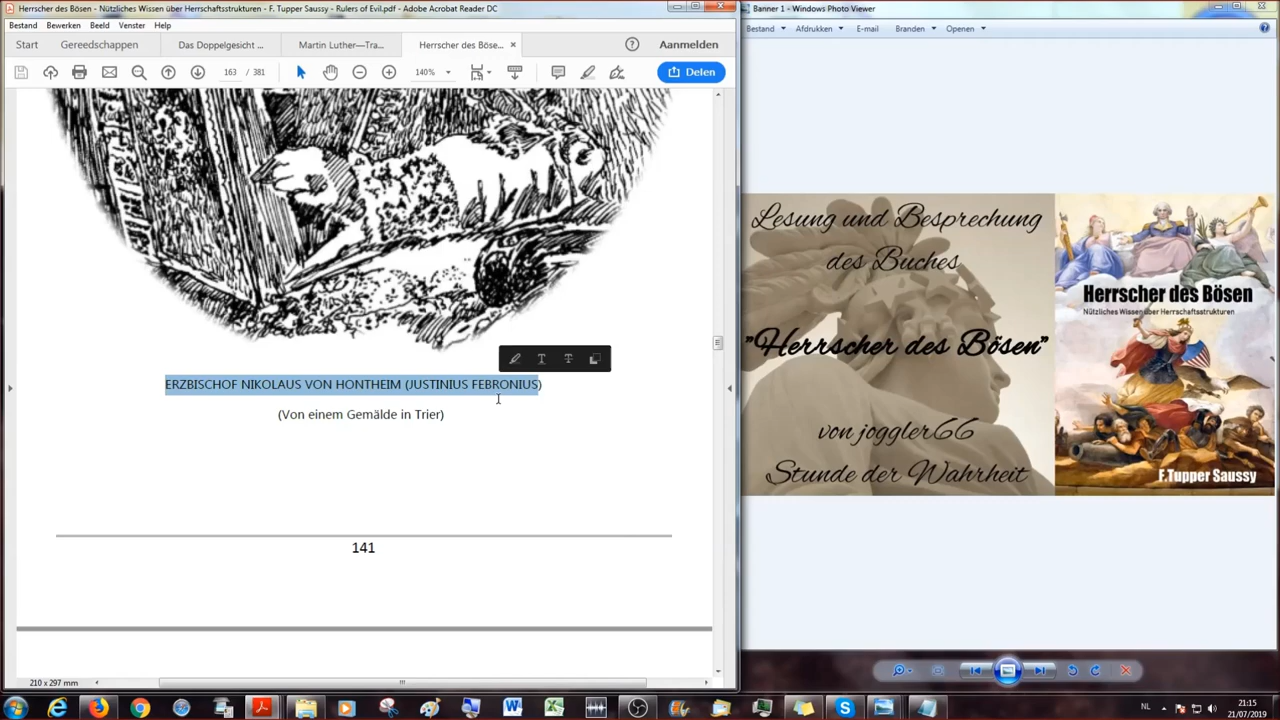 Herrscher des Bösen - Nützliches Wissen über Herrschaftsstrukturen - F. Tupper Saussy - Rulers of Evil.pdf - Adobe Acrobat Reader DC
Bestand Bewerken Beeld Venster Help
Start Gereedschappen Das Doppelgesicht ... Martin Luther—Tra... Herrscher des Böse... × Aanmelden
163 / 381 140% Delen
ERZBISCHOF NIKOLAUS VON HONTHEIM (JUSTINIUS FEBRONIUS)
(Von einem Gemälde in Trier)
141
210 x 297 mm
Banner 1 - Windows Photo Viewer
Bestand Afdrukken E-mail Branden Openen
Lesung und Besprechung
des Buches
"Herrscher des Bösen"
von joggler66
Stunde der Wahrheit
Herrscher des Bösen
Nützliches Wissen über Herrschaftsstrukturen
F.Tupper Saussy
NL 21:15
21/07/2019